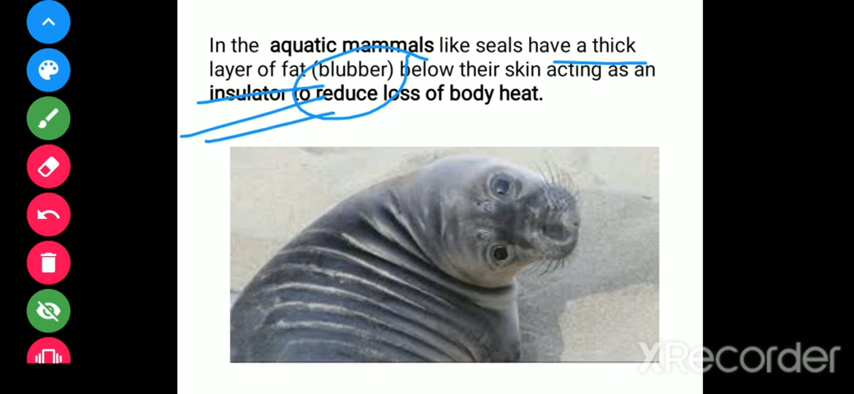 In the aquatic mammals like seals have a thick
layer of fat (blubber) below their skin acting as an
insulator to reduce loss of body heat.
XRecorder